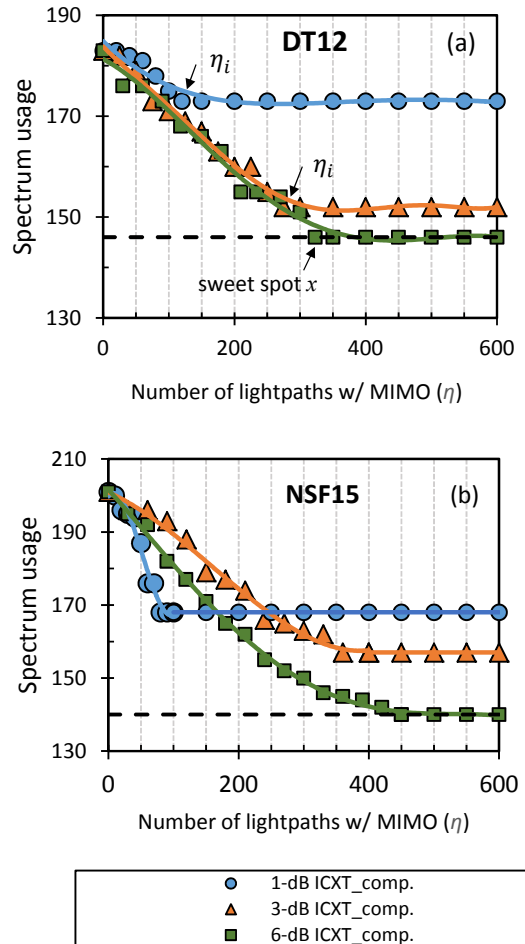 DT12
(a)
190
170
150
130
Spectrum usage
ηi
ηi
sweet spot x
0
200
400
600
Number of lightpaths w/ MIMO (η)
NSF15
(b)
210
190
170
150
130
Spectrum usage
0
200
400
600
Number of lightpaths w/ MIMO (η)
1-dB ICXT_comp.
3-dB ICXT_comp.
6-dB ICXT_comp.